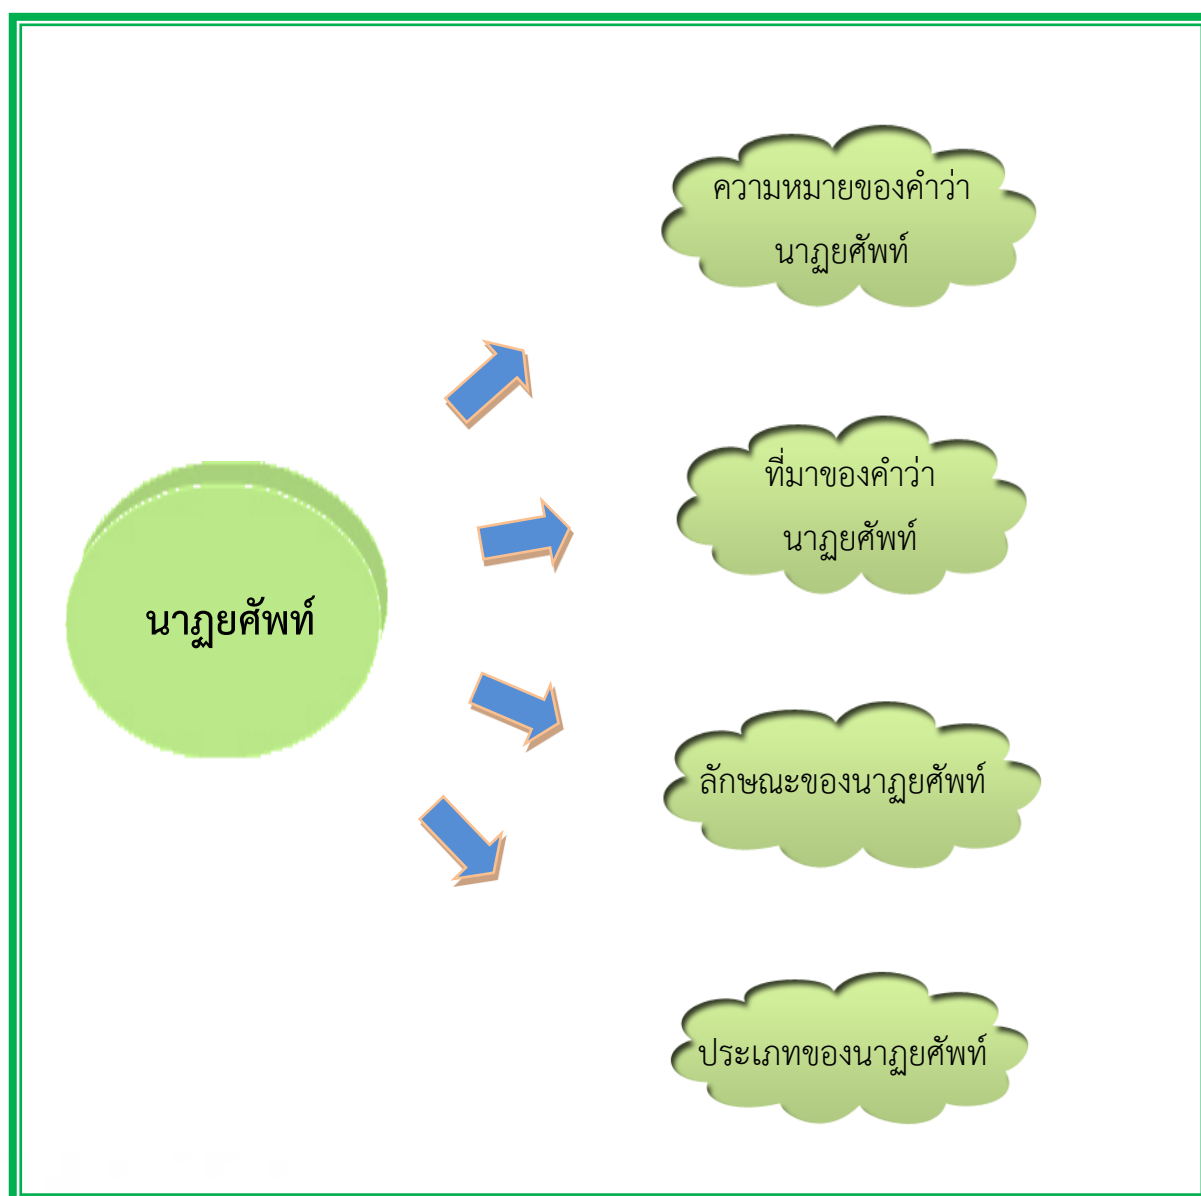 ความหมายของคำว่า
นาฏยศัพท์
ที่มาของคำว่า
นาฏยศัพท์
นาฏยศัพท์
ลักษณะของนาฏยศัพท์
ประเภทของนาฏยศัพท์